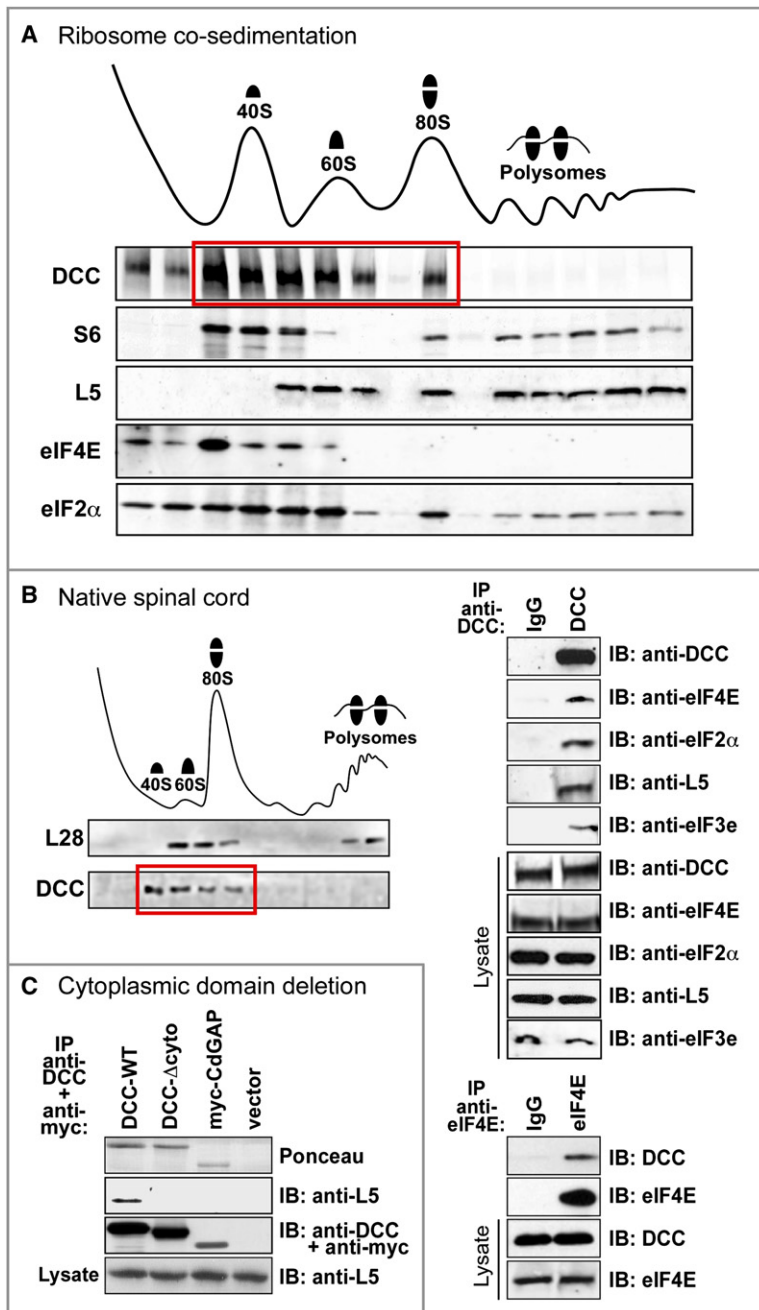 A Ribosome co-sedimentation
40S
60S
80S
Polysomes
DCC
S6
L5
eIF4E
eIF2α
B Native spinal cord
40S
60S
80S
Polysomes
L28
DCC
IP
anti-
DCC:
IgG
DCC
IB: anti-DCC
IB: anti-eIF4E
IB: anti-eIF2α
IB: anti-L5
IB: anti-eIF3e
Lysate
IB: anti-DCC
IB: anti-eIF4E
IB: anti-eIF2α
IB: anti-L5
IB: anti-eIF3e
IP
anti-
eIF4E:
IgG
eIF4E
IB: DCC
IB: eIF4E
Lysate
IB: DCC
IB: eIF4E
C Cytoplasmic domain deletion
IP
anti-
DCC
+
anti-
myc:
DCC-WT
DCC-Δcyto
myc-CdGAP
vector
Ponceau
IB: anti-L5
IB: anti-DCC
+ anti-myc
Lysate
IB: anti-L5